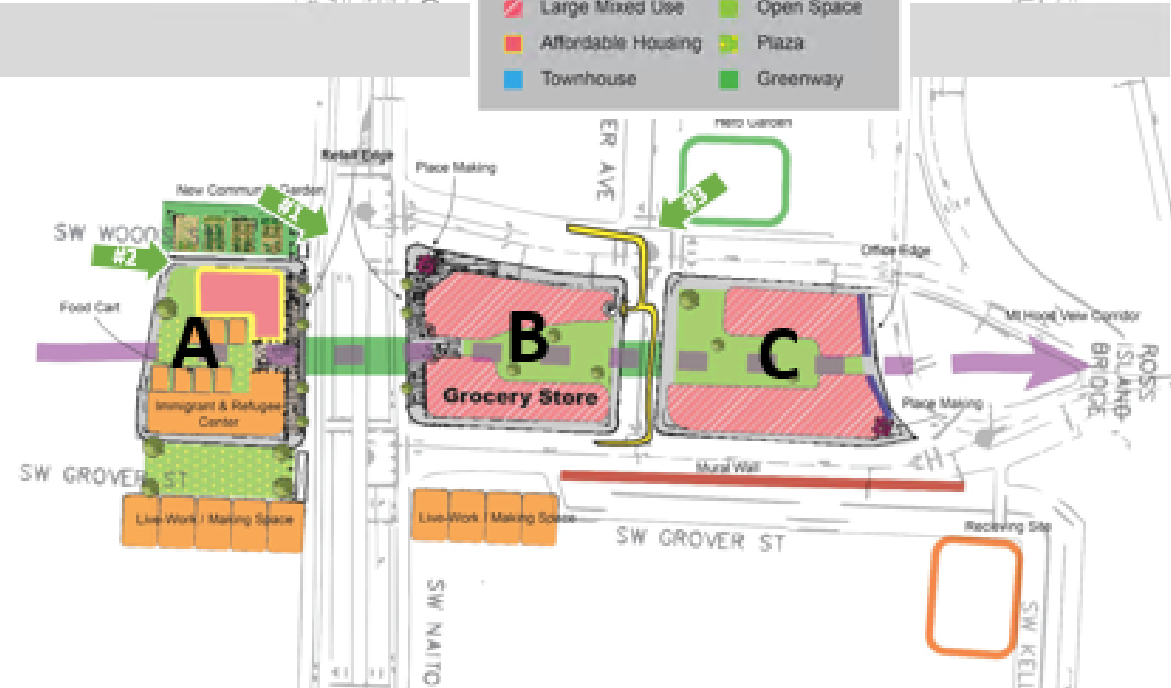 Large Mixed Use
Open Space
Affordable Housing
Plaza
Townhouse
Greenway
Herb Garden
ER AVE
Retail Edge
Place Making
New Community Garden
#1
#3
SW WOODS ST
#2
Office Edge
Food Cart
Mt Hood View Corridor
A
B
C
ROSS
ISLAND
BRIDGE
Grocery Store
Immigrant & Refugee
Center
Place Making
SW GROVER ST
Mural Wall
Live-Work / Making Space
Live-Work / Making Space
SW GROVER ST
Recieving Site
SW NAITO
SW KELL